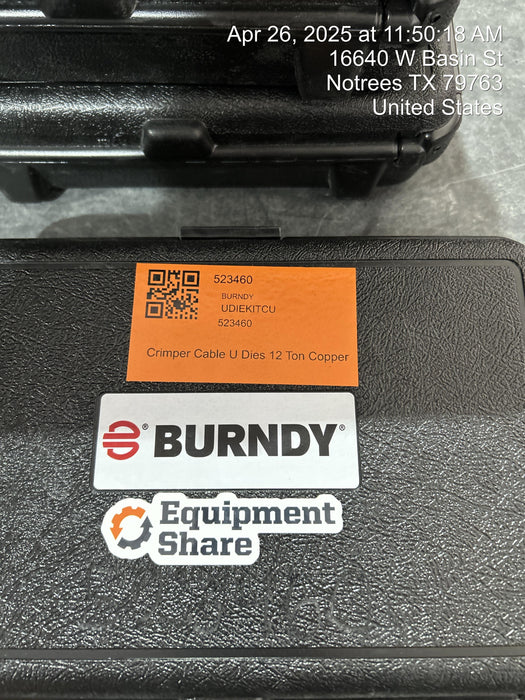 Apr 26, 2025 at 11:50:18 AM
16640 W Basin St
Notrees TX 79763
United States
523460
BURNDY
UDIEKITCU
523460
Crimper Cable U Dies 12 Ton Copper
® BURNDY®
Equipment
Share